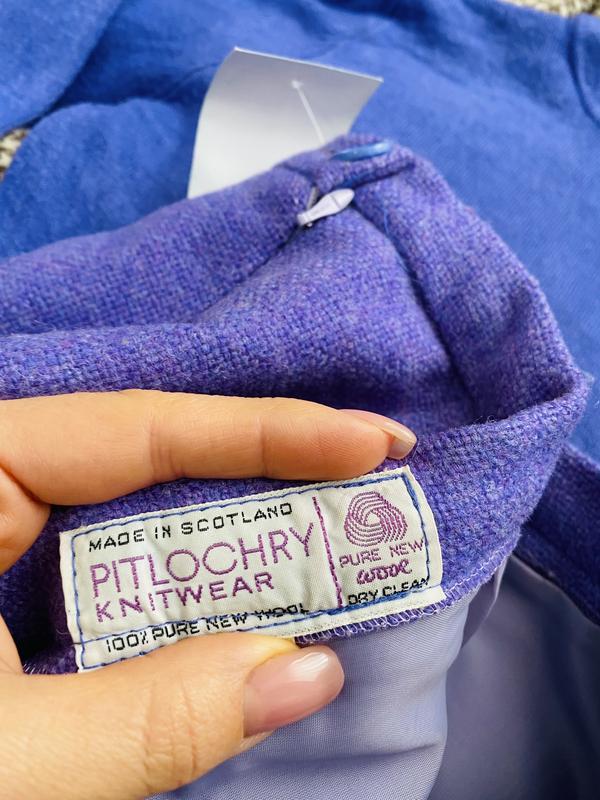 MADE IN SCOTLAND
PITLOCHRY
KNITWEAR
100% PURE NEW WOOL
PURE NEW
WOOL
DRY CLEAN